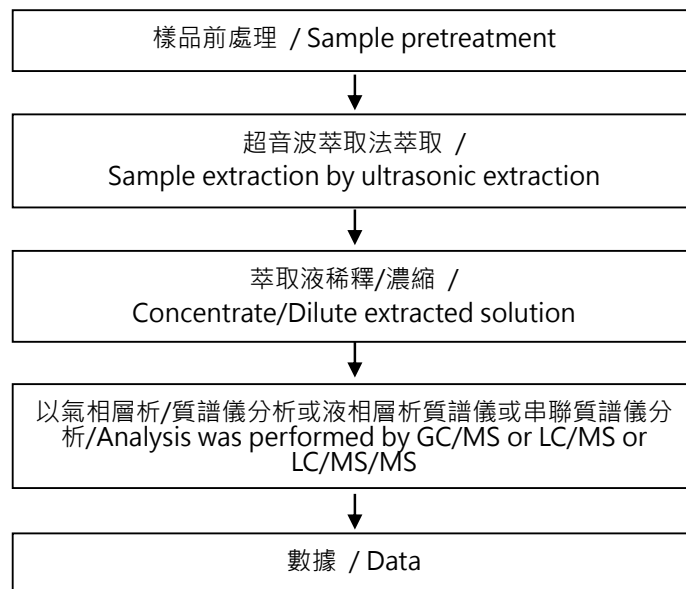 樣品前處理 / Sample pretreatment
超音波萃取法萃取 /
Sample extraction by ultrasonic extraction
萃取液稀釋/濃縮 /
Concentrate/Dilute extracted solution
以氣相層析/質譜儀分析或液相層析質譜儀或串聯質譜儀分
析/Analysis was performed by GC/MS or LC/MS or
LC/MS/MS
數據 / Data